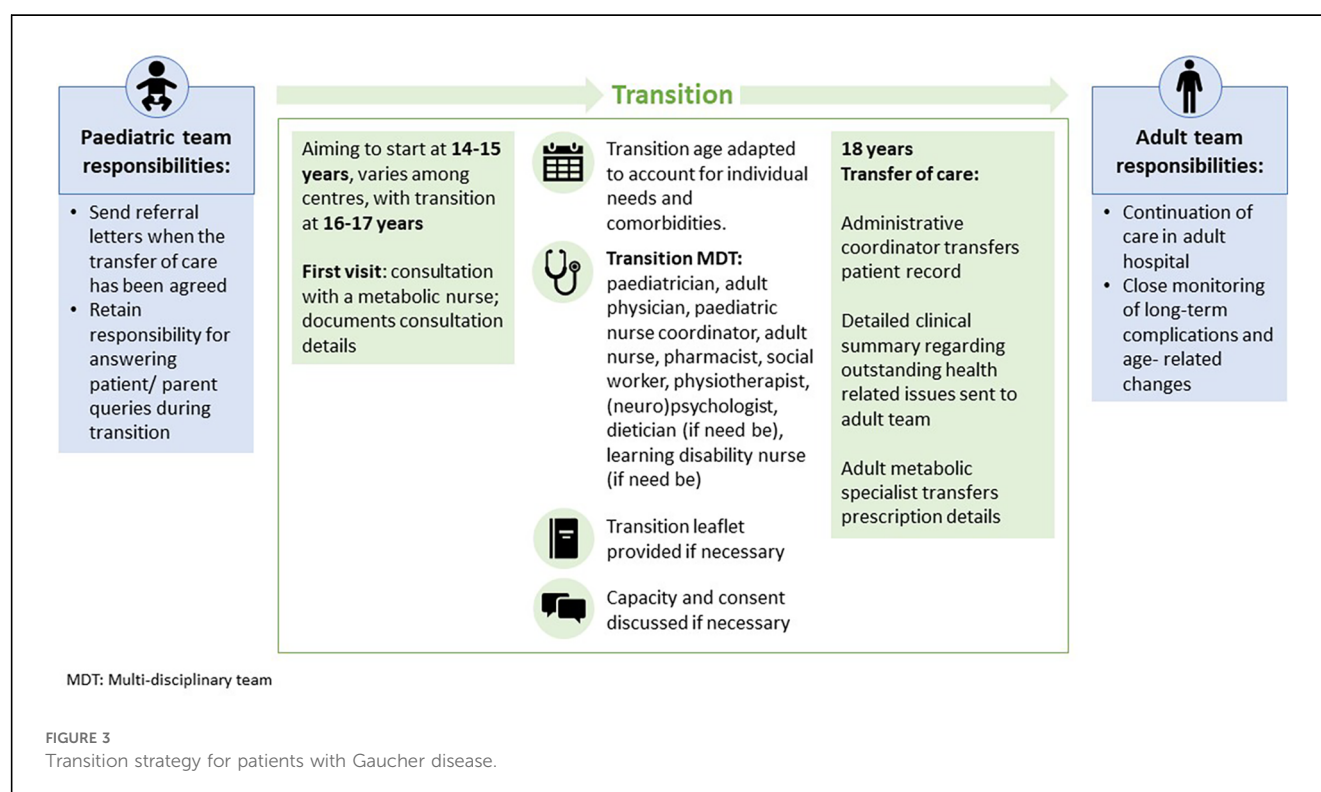 Transition
Paediatric team
responsibilities:
• Send referral
letters when the
transfer of care
has been agreed
• Retain
responsibility for
answering
patient/ parent
queries during
transition
Aiming to start at 14-15
years, varies among
centres, with transition
at 16-17 years
First visit: consultation
with a metabolic nurse;
documents consultation
details
Transition age adapted
to account for individual
needs and
comorbidities.
Transition MDT:
paediatrician, adult
physician, paediatric
nurse coordinator, adult
nurse, pharmacist, social
worker, physiotherapist,
(neuro)psychologist,
dietician (if need be),
learning disability nurse
(if need be)
Transition leaflet
provided if necessary
Capacity and consent
discussed if necessary
18 years
Transfer of care:
Administrative
coordinator transfers
patient record
Detailed clinical
summary regarding
outstanding health
related issues sent to
adult team
Adult metabolic
specialist transfers
prescription details
Adult team
responsibilities:
• Continuation of
care in adult
hospital
• Close monitoring
of long-term
complications and
age- related
changes
MDT: Multi-disciplinary team
FIGURE 3
Transition strategy for patients with Gaucher disease.